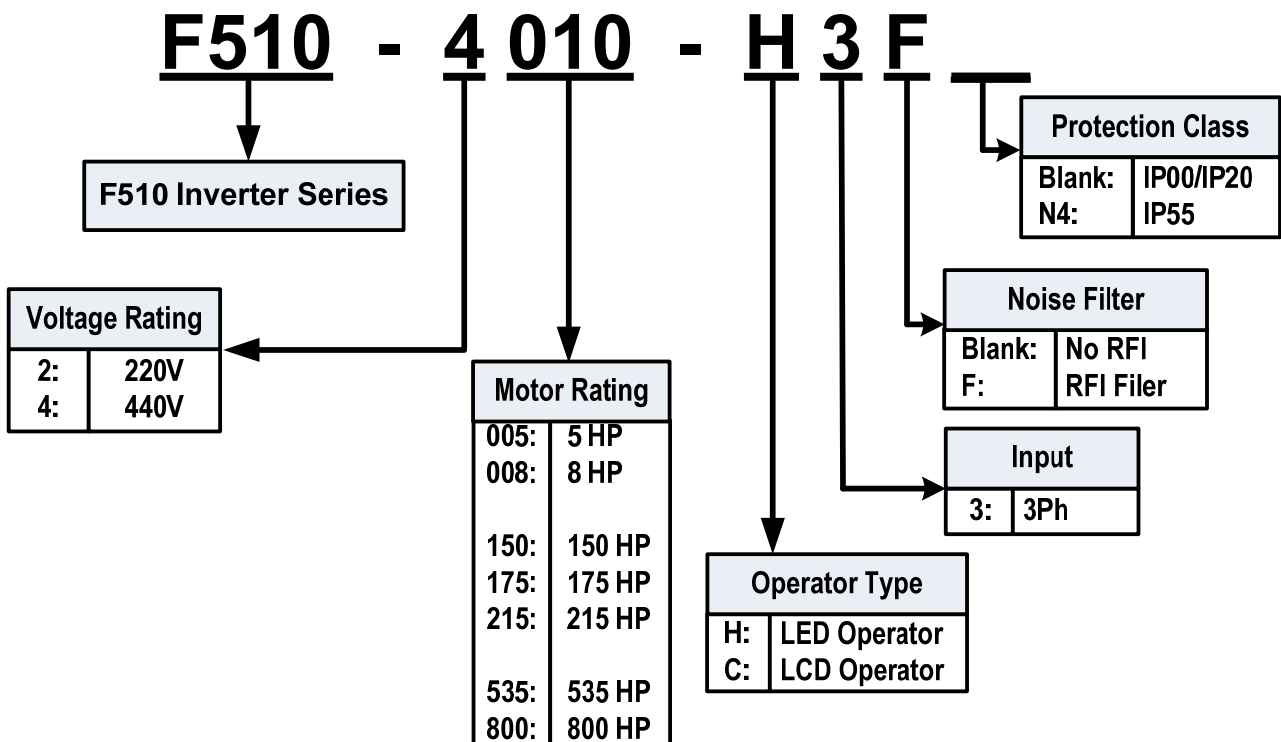 F510 - 4 010 - H 3 F
F510 Inverter Series
Protection Class
Blank: IP00/IP20
N4: IP55
Voltage Rating
2: 220V
4: 440V
Noise Filter
Blank: No RFI
F: RFI Filer
Motor Rating
005: 5 HP
008: 8 HP
150: 150 HP
175: 175 HP
215: 215 HP
535: 535 HP
800: 800 HP
Input
3: 3Ph
Operator Type
H: LED Operator
C: LCD Operator